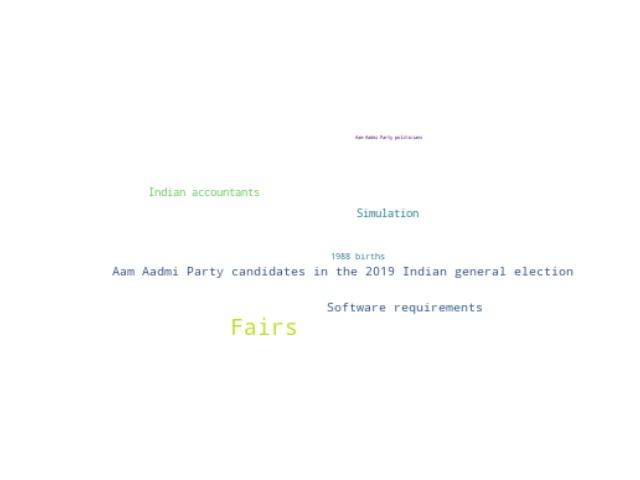 Aam Aadmi Party politicians
Indian accountants
Simulation
1988 births
Aam Aadmi Party candidates in the 2019 Indian general election
Software requirements
Fairs